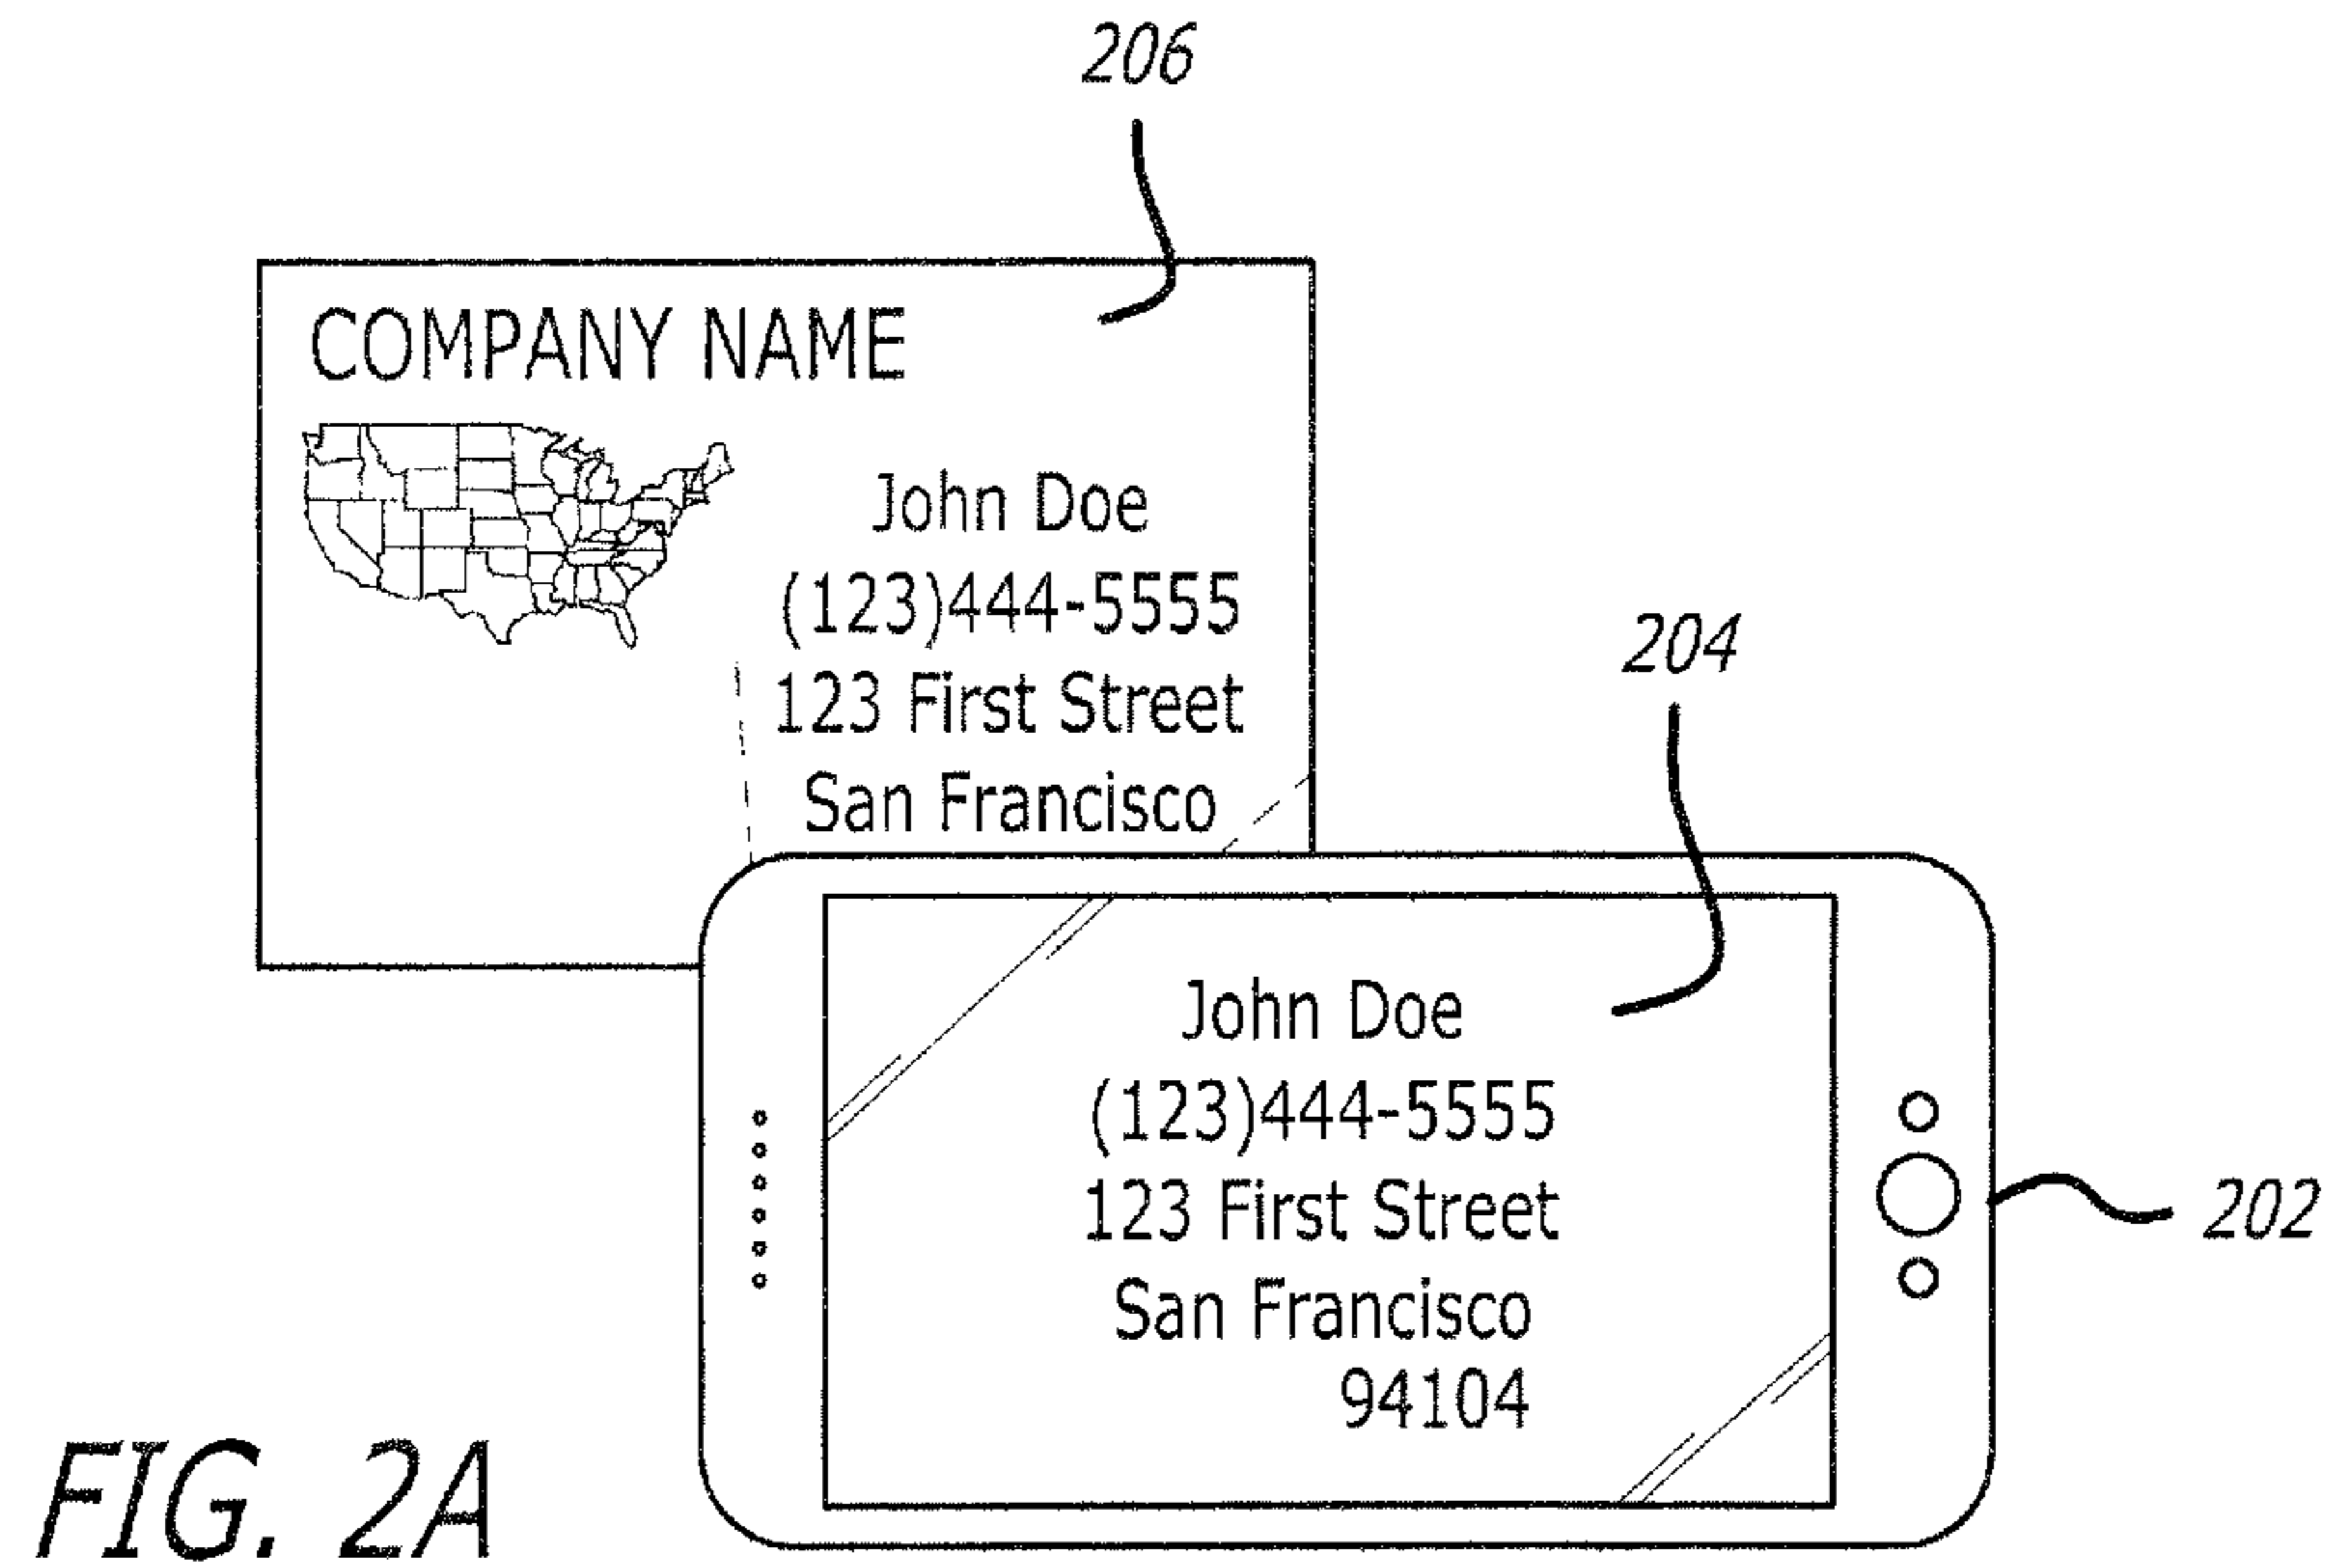 206
COMPANY NAME
John Doe
(123)444-5555
123 First Street
San Francisco
204
John Doe
(123)444-5555
123 First Street
San Francisco
94104
202
FIG. 2A